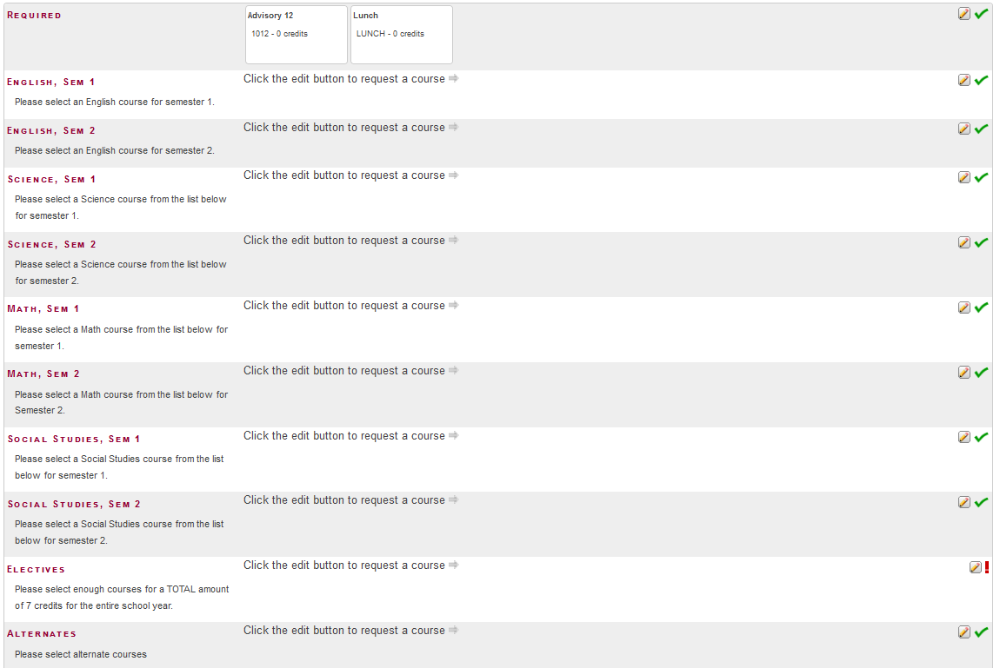 REQUIRED
Advisory 12
Lunch
1012 - 0 credits
LUNCH - 0 credits
ENGLISH, SEM 1
Click the edit button to request a course
Please select an English course for semester 1.
ENGLISH, SEM 2
Click the edit button to request a course
Please select an English course for semester 2.
SCIENCE, SEM 1
Click the edit button to request a course
Please select a Science course from the list below
for semester 1.
SCIENCE, SEM 2
Click the edit button to request a course
Please select a Science course from the list below
for semester 2.
MATH, SEM 1
Click the edit button to request a course
Please select a Math course from the list below for
semester 1.
MATH, SEM 2
Click the edit button to request a course
Please select a Math course from the list below for
Semester 2.
SOCIAL STUDIES, SEM 1
Click the edit button to request a course
Please select a Social Studies course from the list
below for semester 1.
SOCIAL STUDIES, SEM 2
Click the edit button to request a course
Please select a Social Studies course from the list
below for semester 2.
ELECTIVES
Click the edit button to request a course
Please select enough courses for a TOTAL amount
of 7 credits for the entire school year.
ALTERNATES
Click the edit button to request a course
Please select alternate courses